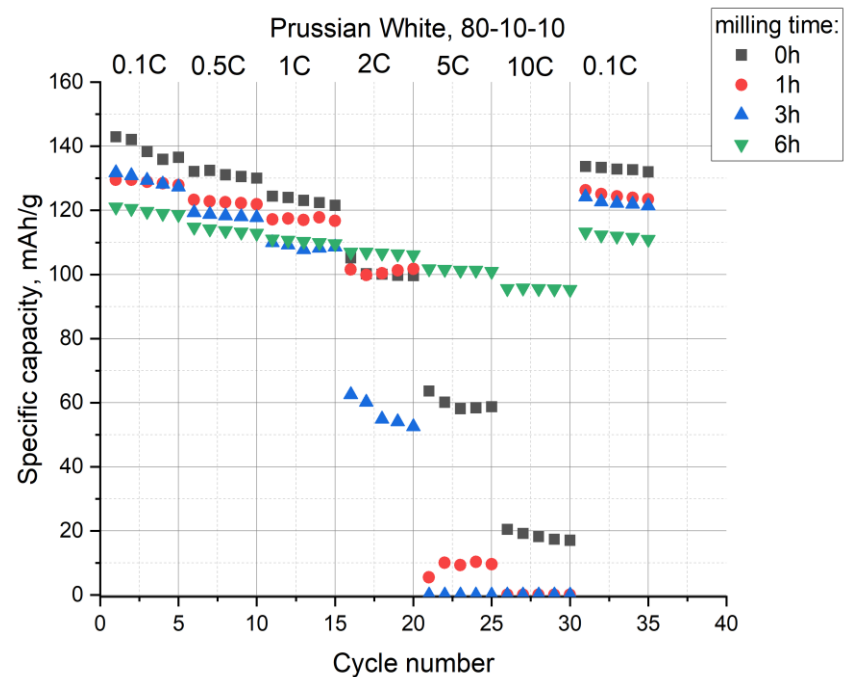 Prussian White, 80-10-10
milling time:
0h
1h
3h
6h
0.1C 0.5C 1C 2C 5C 10C 0.1C
160
140
120
100
80
60
40
20
0
Specific capacity, mAh/g
0 5 10 15 20 25 30 35 40
Cycle number